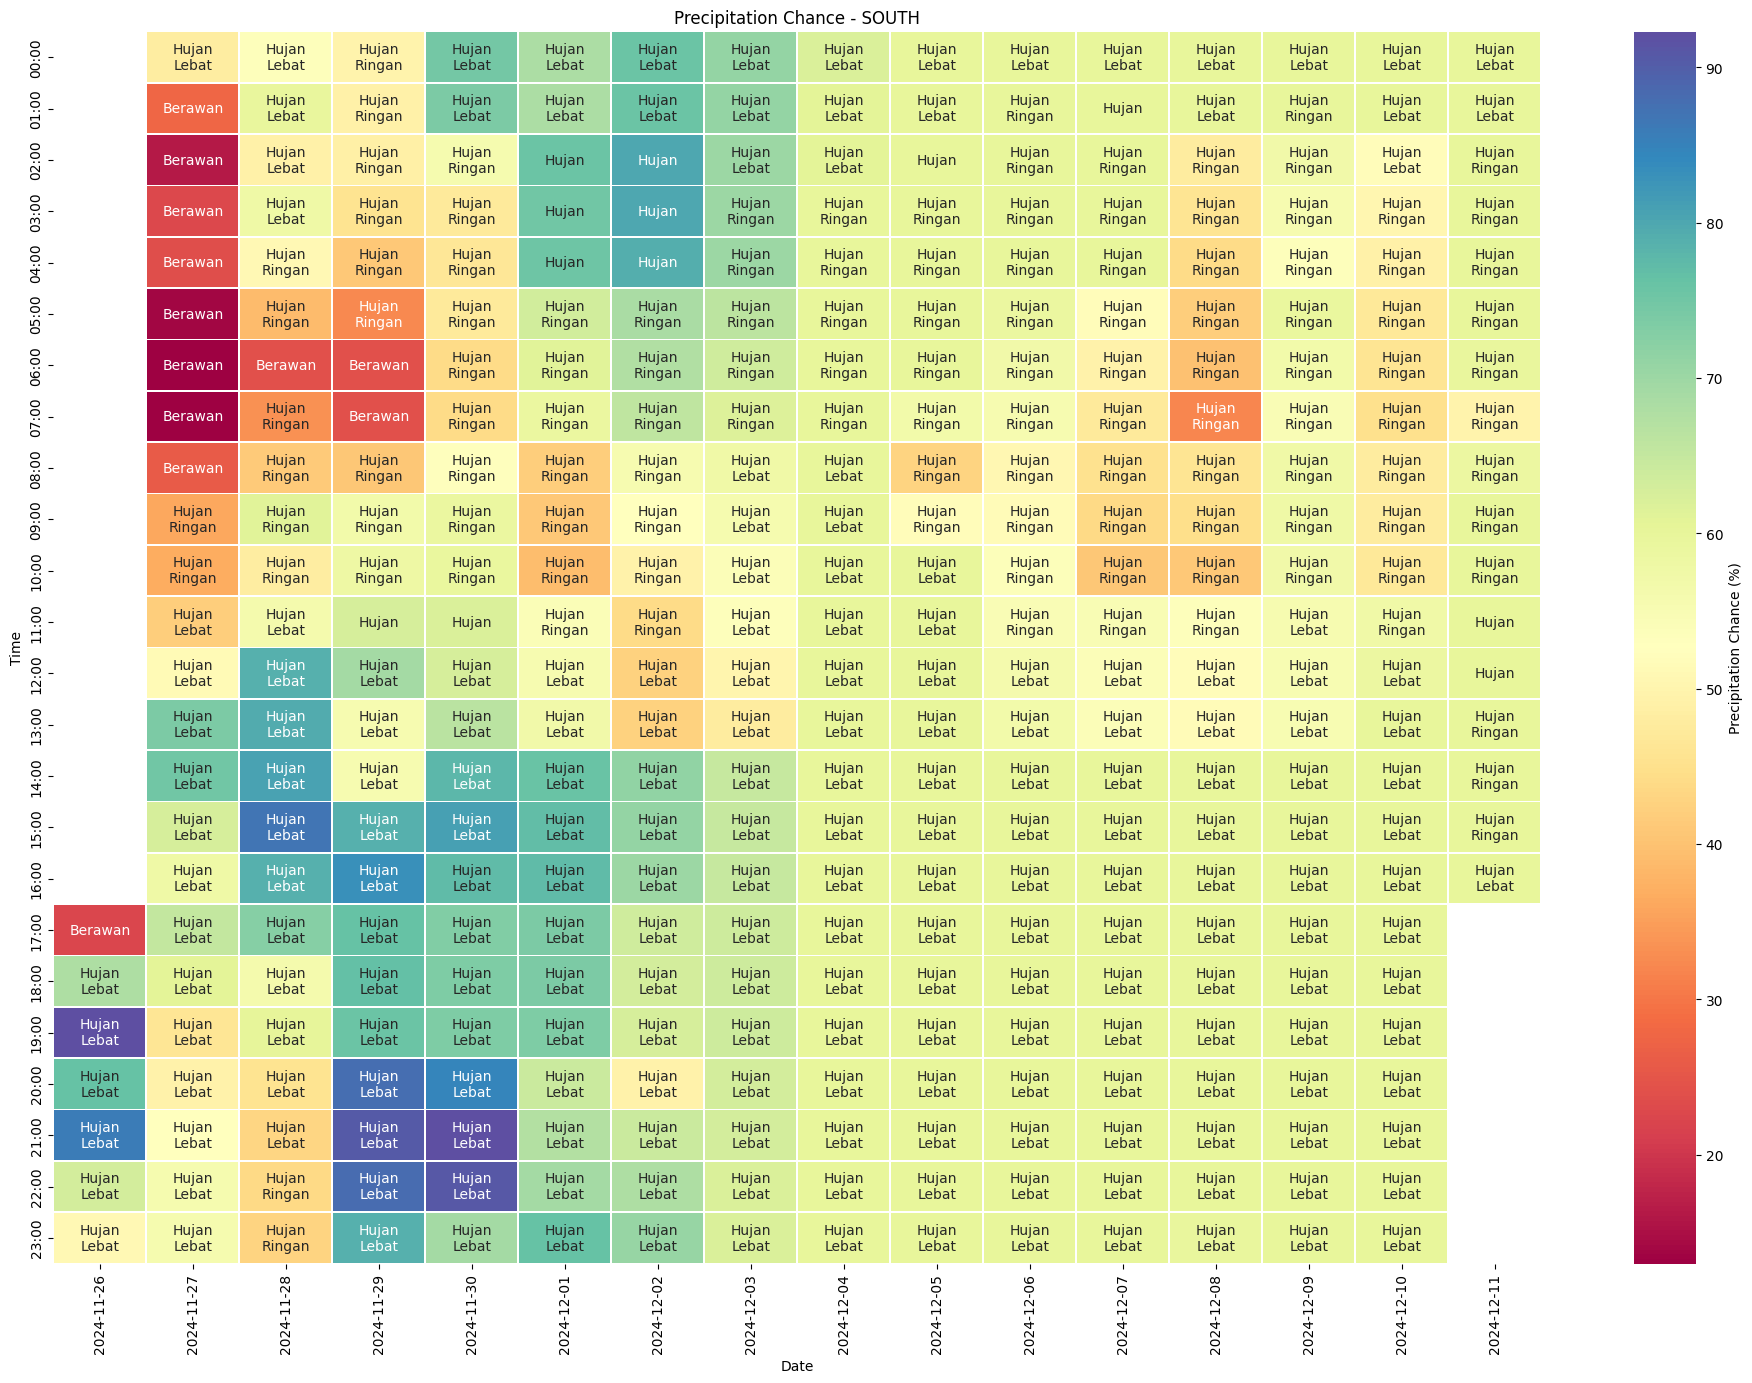 Precipitation Chance - SOUTH
00:00 Hujan Lebat Hujan Lebat Hujan Ringan Hujan Lebat Hujan Lebat Hujan Lebat Hujan Lebat Hujan Lebat Hujan Lebat Hujan Lebat Hujan Lebat Hujan Lebat Hujan Lebat Hujan Lebat Hujan Lebat
01:00 Berawan Hujan Lebat Hujan Ringan Hujan Lebat Hujan Lebat Hujan Lebat Hujan Lebat Hujan Lebat Hujan Lebat Hujan Ringan Hujan Hujan Lebat Hujan Ringan Hujan Lebat Hujan Lebat
02:00 Berawan Hujan Lebat Hujan Ringan Hujan Ringan Hujan Hujan Hujan Lebat Hujan Lebat Hujan Hujan Ringan Hujan Ringan Hujan Ringan Hujan Ringan Hujan Lebat Hujan Ringan
03:00 Berawan Hujan Lebat Hujan Ringan Hujan Ringan Hujan Hujan Hujan Ringan Hujan Ringan Hujan Ringan Hujan Ringan Hujan Ringan Hujan Ringan Hujan Ringan Hujan Ringan Hujan Ringan
04:00 Berawan Hujan Ringan Hujan Ringan Hujan Ringan Hujan Hujan Hujan Ringan Hujan Ringan Hujan Ringan Hujan Ringan Hujan Ringan Hujan Ringan Hujan Ringan Hujan Ringan Hujan Ringan
05:00 Berawan Hujan Ringan Hujan Ringan Hujan Ringan Hujan Ringan Hujan Ringan Hujan Ringan Hujan Ringan Hujan Ringan Hujan Ringan Hujan Ringan Hujan Ringan Hujan Ringan Hujan Ringan Hujan Ringan
06:00 Berawan Berawan Berawan Hujan Ringan Hujan Ringan Hujan Ringan Hujan Ringan Hujan Ringan Hujan Ringan Hujan Ringan Hujan Ringan Hujan Ringan Hujan Ringan Hujan Ringan Hujan Ringan
07:00 Berawan Hujan Ringan Berawan Hujan Ringan Hujan Ringan Hujan Ringan Hujan Ringan Hujan Ringan Hujan Ringan Hujan Ringan Hujan Ringan Hujan Ringan Hujan Ringan Hujan Ringan Hujan Ringan
08:00 Berawan Hujan Ringan Hujan Ringan Hujan Ringan Hujan Ringan Hujan Ringan Hujan Lebat Hujan Lebat Hujan Ringan Hujan Ringan Hujan Ringan Hujan Ringan Hujan Ringan Hujan Ringan Hujan Ringan
09:00 Hujan Ringan Hujan Ringan Hujan Ringan Hujan Ringan Hujan Ringan Hujan Ringan Hujan Lebat Hujan Lebat Hujan Ringan Hujan Ringan Hujan Ringan Hujan Ringan Hujan Ringan Hujan Ringan Hujan Ringan
10:00 Hujan Ringan Hujan Ringan Hujan Ringan Hujan Ringan Hujan Ringan Hujan Ringan Hujan Lebat Hujan Lebat Hujan Lebat Hujan Ringan Hujan Ringan Hujan Ringan Hujan Ringan Hujan Ringan Hujan Ringan
11:00 Hujan Lebat Hujan Lebat Hujan Hujan Hujan Ringan Hujan Ringan Hujan Lebat Hujan Lebat Hujan Lebat Hujan Ringan Hujan Ringan Hujan Ringan Hujan Lebat Hujan Ringan Hujan
12:00 Hujan Lebat Hujan Lebat Hujan Lebat Hujan Lebat Hujan Lebat Hujan Lebat Hujan Lebat Hujan Lebat Hujan Lebat Hujan Lebat Hujan Lebat Hujan Lebat Hujan Lebat Hujan Lebat Hujan
13:00 Hujan Lebat Hujan Lebat Hujan Lebat Hujan Lebat Hujan Lebat Hujan Lebat Hujan Lebat Hujan Lebat Hujan Lebat Hujan Lebat Hujan Lebat Hujan Lebat Hujan Lebat Hujan Lebat Hujan Ringan
14:00 Hujan Lebat Hujan Lebat Hujan Lebat Hujan Lebat Hujan Lebat Hujan Lebat Hujan Lebat Hujan Lebat Hujan Lebat Hujan Lebat Hujan Lebat Hujan Lebat Hujan Lebat Hujan Lebat Hujan Ringan
15:00 Hujan Lebat Hujan Lebat Hujan Lebat Hujan Lebat Hujan Lebat Hujan Lebat Hujan Lebat Hujan Lebat Hujan Lebat Hujan Lebat Hujan Lebat Hujan Lebat Hujan Lebat Hujan Lebat Hujan Ringan
16:00 Hujan Lebat Hujan Lebat Hujan Lebat Hujan Lebat Hujan Lebat Hujan Lebat Hujan Lebat Hujan Lebat Hujan Lebat Hujan Lebat Hujan Lebat Hujan Lebat Hujan Lebat Hujan Lebat Hujan Lebat
17:00 Berawan Hujan Lebat Hujan Lebat Hujan Lebat Hujan Lebat Hujan Lebat Hujan Lebat Hujan Lebat Hujan Lebat Hujan Lebat Hujan Lebat Hujan Lebat Hujan Lebat Hujan Lebat Hujan Lebat
18:00 Hujan Lebat Hujan Lebat Hujan Lebat Hujan Lebat Hujan Lebat Hujan Lebat Hujan Lebat Hujan Lebat Hujan Lebat Hujan Lebat Hujan Lebat Hujan Lebat Hujan Lebat Hujan Lebat Hujan Lebat
19:00 Hujan Lebat Hujan Lebat Hujan Lebat Hujan Lebat Hujan Lebat Hujan Lebat Hujan Lebat Hujan Lebat Hujan Lebat Hujan Lebat Hujan Lebat Hujan Lebat Hujan Lebat Hujan Lebat Hujan Lebat
20:00 Hujan Lebat Hujan Lebat Hujan Lebat Hujan Lebat Hujan Lebat Hujan Lebat Hujan Lebat Hujan Lebat Hujan Lebat Hujan Lebat Hujan Lebat Hujan Lebat Hujan Lebat Hujan Lebat Hujan Lebat
21:00 Hujan Lebat Hujan Lebat Hujan Lebat Hujan Lebat Hujan Lebat Hujan Lebat Hujan Lebat Hujan Lebat Hujan Lebat Hujan Lebat Hujan Lebat Hujan Lebat Hujan Lebat Hujan Lebat Hujan Lebat
22:00 Hujan Lebat Hujan Lebat Hujan Ringan Hujan Lebat Hujan Lebat Hujan Lebat Hujan Lebat Hujan Lebat Hujan Lebat Hujan Lebat Hujan Lebat Hujan Lebat Hujan Lebat Hujan Lebat Hujan Lebat
23:00 Hujan Lebat Hujan Lebat Hujan Ringan Hujan Lebat Hujan Lebat Hujan Lebat Hujan Lebat Hujan Lebat Hujan Lebat Hujan Lebat Hujan Lebat Hujan Lebat Hujan Lebat Hujan Lebat Hujan Lebat
Time
2024-11-26 2024-11-27 2024-11-28 2024-11-29 2024-11-30 2024-12-01 2024-12-02 2024-12-03 2024-12-04 2024-12-05 2024-12-06 2024-12-07 2024-12-08 2024-12-09 2024-12-10 2024-12-11
Date
90
80
70
60
50
40
30
20
Precipitation Chance (%)